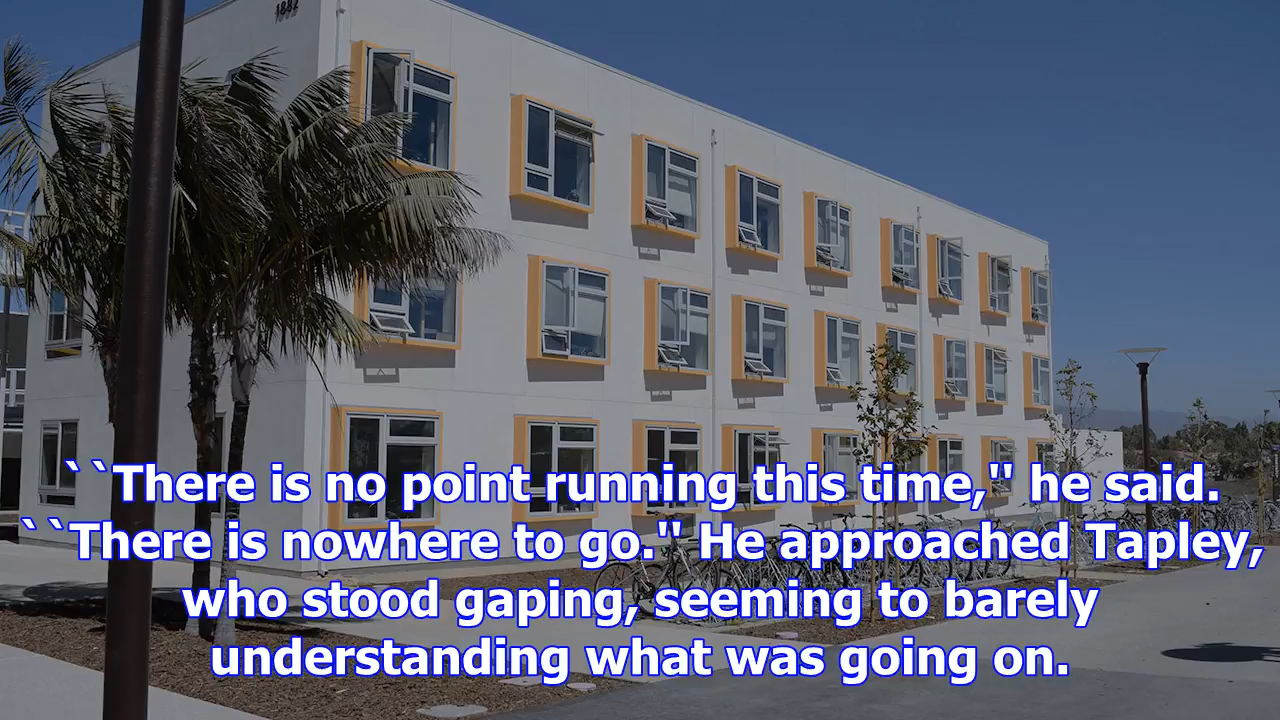 1882
``There is no point running this time,'' he said.
``There is nowhere to go.'' He approached Tapley,
who stood gaping, seeming to barely
understanding what was going on.